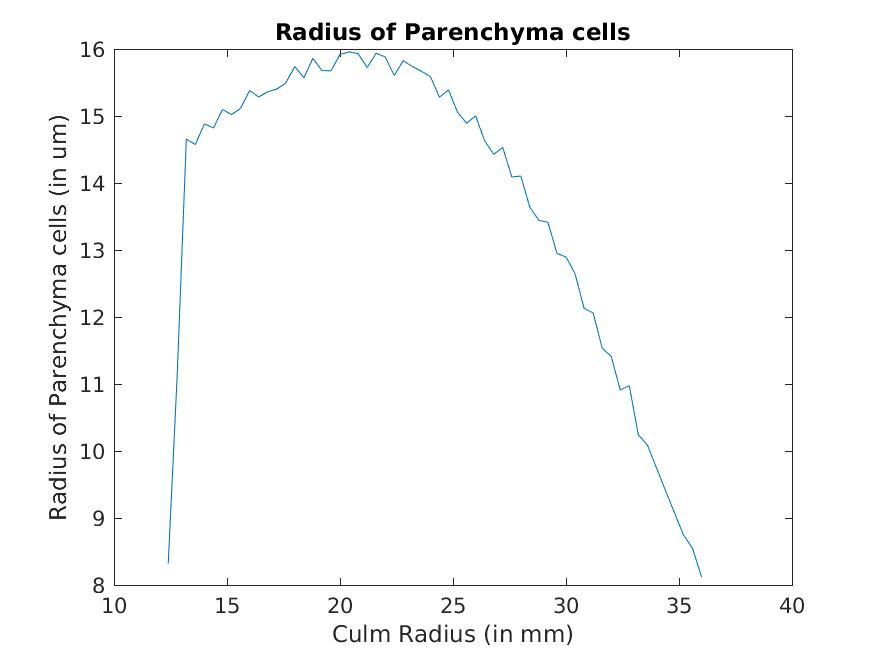 Radius of Parenchyma cells
Radius of Parenchyma cells (in um)
16
15
14
13
12
11
10
9
8
10 15 20 25 30 35 40
Culm Radius (in mm)